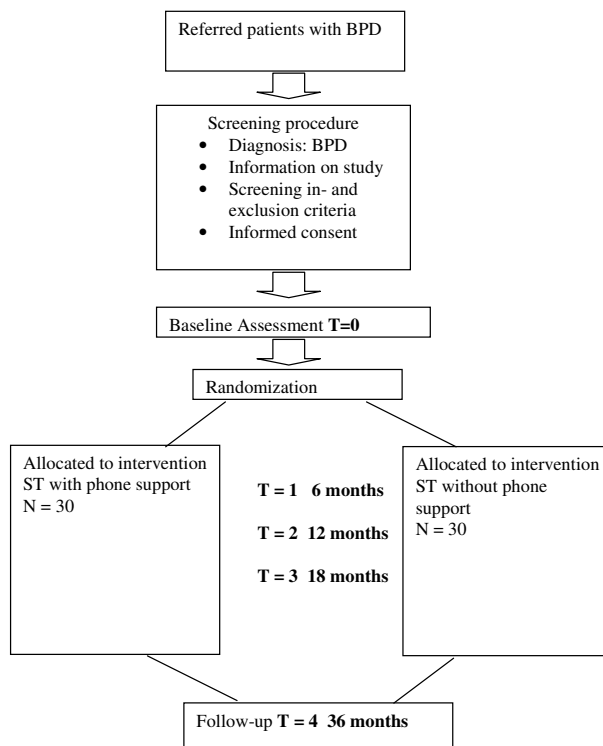 Referred patients with BPD
Screening procedure
• Diagnosis: BPD
• Information on study
• Screening in- and
exclusion criteria
• Informed consent
Baseline Assessment T=0
Randomization
Allocated to intervention
ST with phone support
N = 30
T = 1 6 months
T = 2 12 months
T = 3 18 months
Allocated to intervention
ST without phone
support
N = 30
Follow-up T = 4 36 months